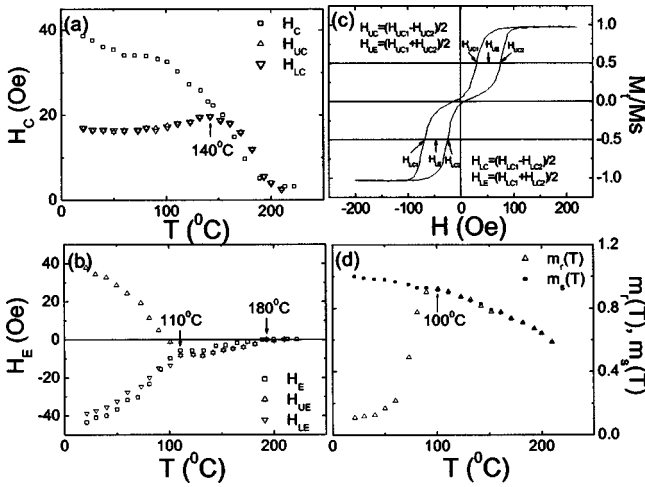 (a)
H_C
H_UC
H_LC
40
20
0
H_C (Oe)
140°C
0 100 200
T (⁰C)
(c)
H_UC=(H_UC1-H_UC2)/2
H_UE=(H_UC1+H_UC2)/2
H_UC1 H_UE H_UC2
H_LC1 H_LE H_LC2
H_LC=(H_LC1-H_LC2)/2
H_LE=(H_LC1+H_LC2)/2
1.0
0.5
0.0
-0.5
-1.0
M_r/Ms
-200 -100 0 100 200
H (Oe)
(b)
40
20
0
-20
-40
H_E (Oe)
110°C
180°C
H_E
H_UE
H_LE
0 100 200
T (⁰C)
(d)
m_r(T)
m_s(T)
100°C
1.2
0.8
0.4
0.0
m_r(T), m_s(T)
0 100 200
T (⁰C)